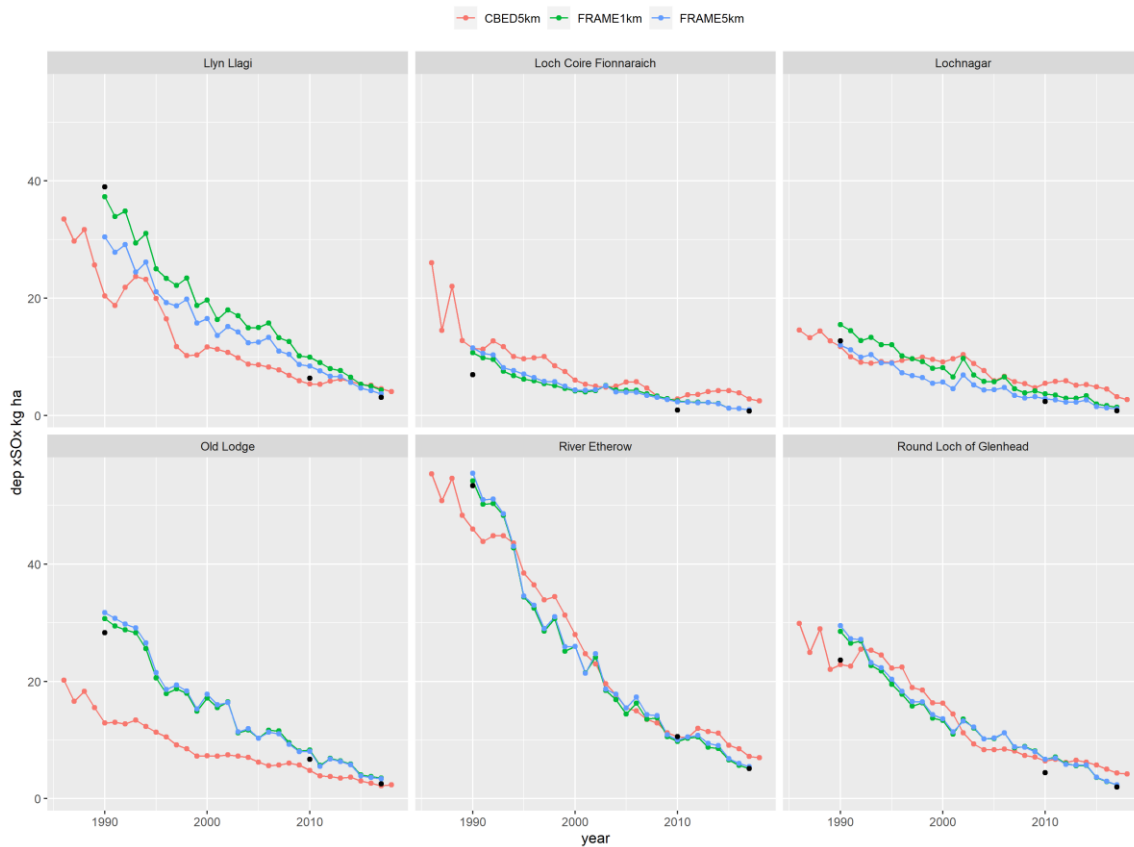 CBED5km FRAME1km FRAME5km
Llyn Llagi Loch Coire Fionnaraich Lochnagar
40
20
0
Old Lodge River Etherow Round Loch of Glenhead
40
20
0
1990 2000 2010 1990 2000 2010 1990 2000 2010
year
dep xSOx kg ha